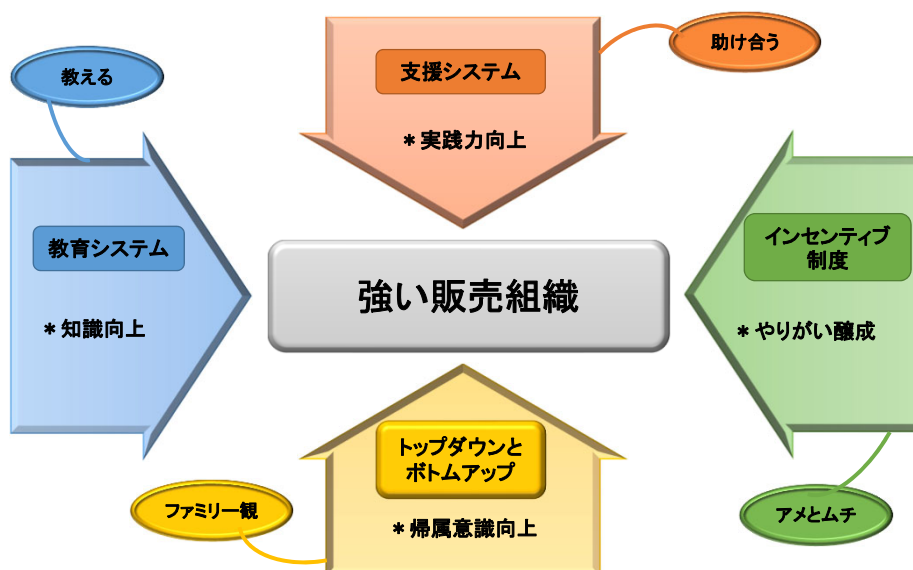 助け合う
支援システム
教える
＊実践力向上
教育システム
インセンティブ
制度
強い販売組織
＊知識向上
＊やりがい醸成
トップダウンと
ボトムアップ
ファミリー観
アメとムチ
＊帰属意識向上